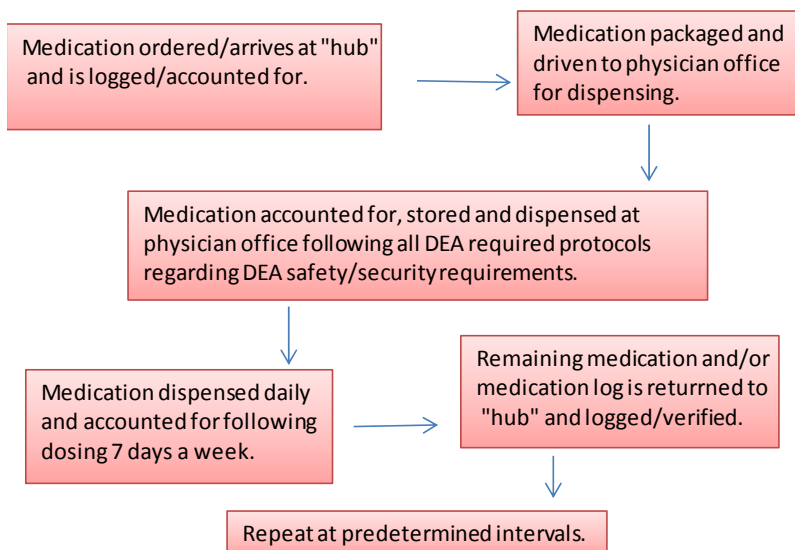 Medication ordered/arrives at "hub"
and is logged/accounted for.
Medication packaged and
driven to physician office
for dispensing.
Medication accounted for, stored and dispensed at
physician office following all DEA required protocols
regarding DEA safety/security requirements.
Medication dispensed daily
and accounted for following
dosing 7 days a week.
Remaining medication and/or
medication log is returrned to
"hub" and logged/verified.
Repeat at predetermined intervals.